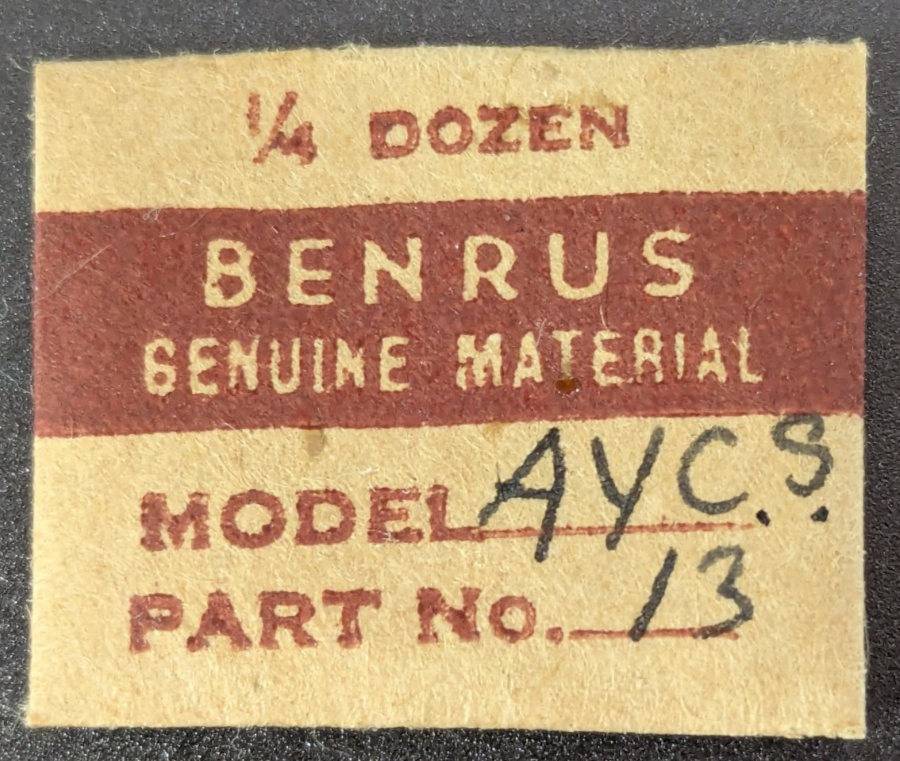 1/4 DOZEN
BENRUS
GENUINE MATERIAL
MODEL AYC.S.
PART No. 13